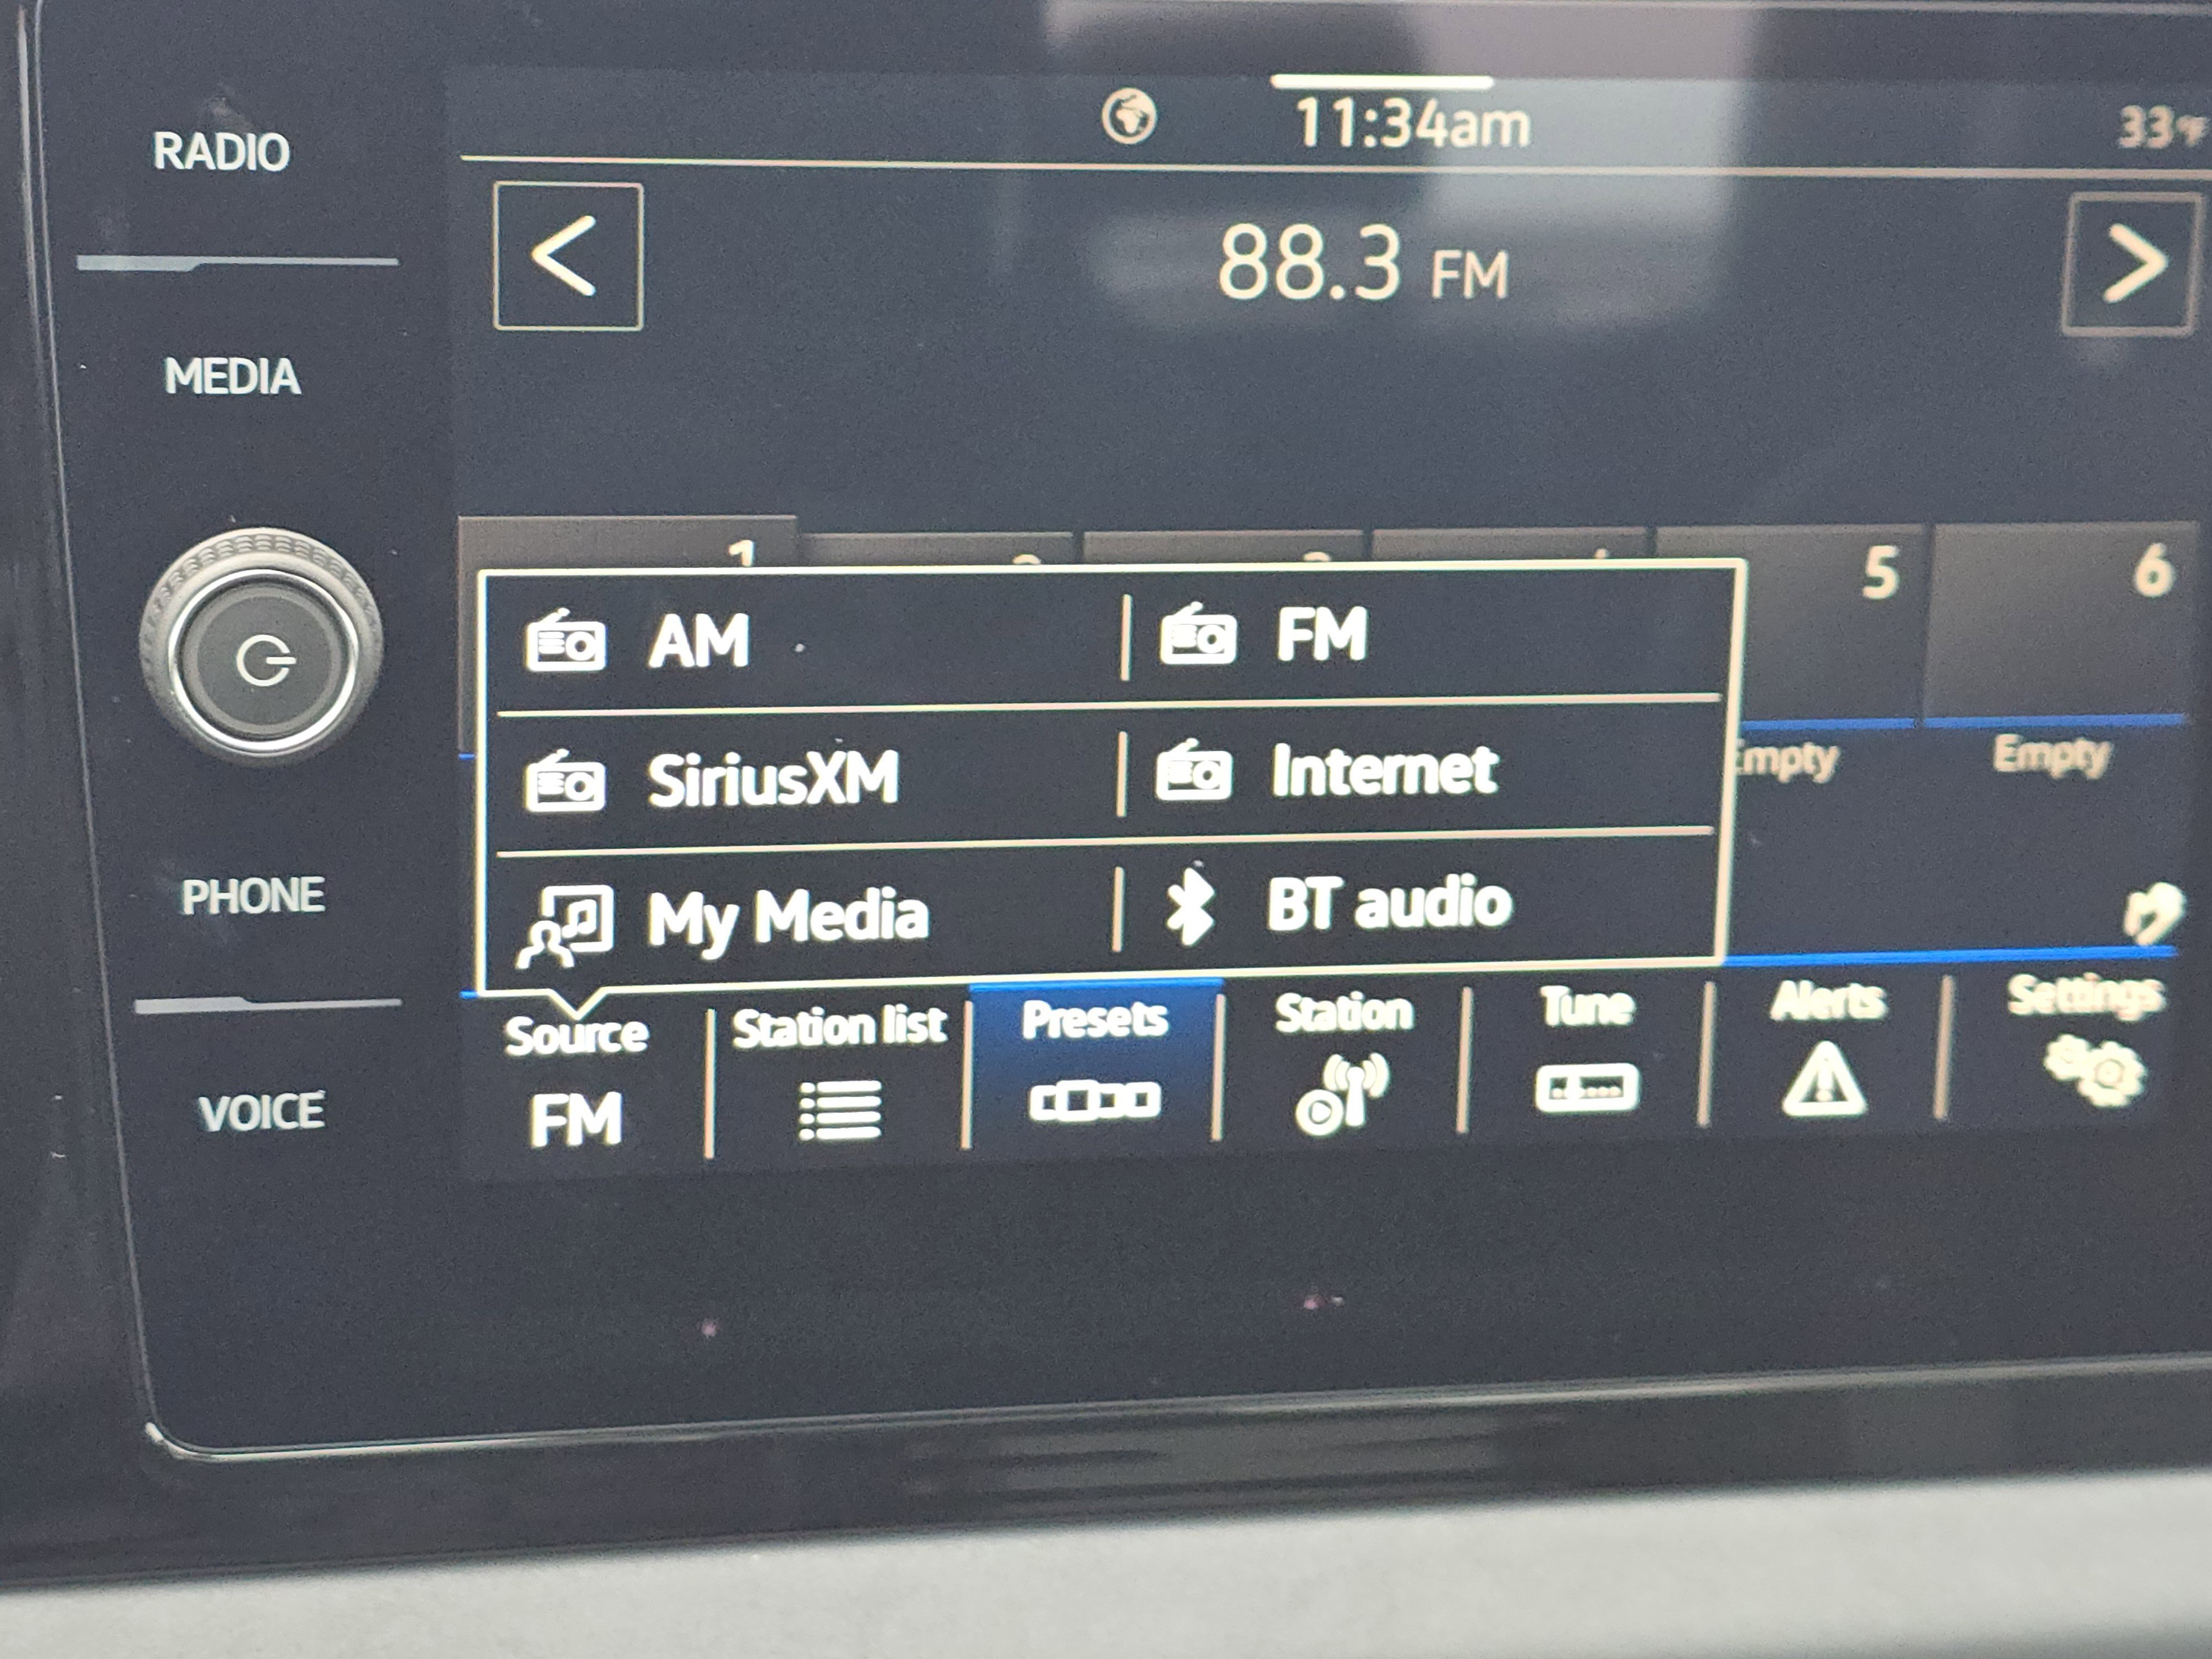 RADIO
11:34am
33°F
88.3 FM
MEDIA
1
5
6
AM
FM
SiriusXM
Internet
Empty
Empty
My Media
BT audio
PHONE
Source
Station list
Presets
Station
Tune
Alerts
Settings
FM
VOICE